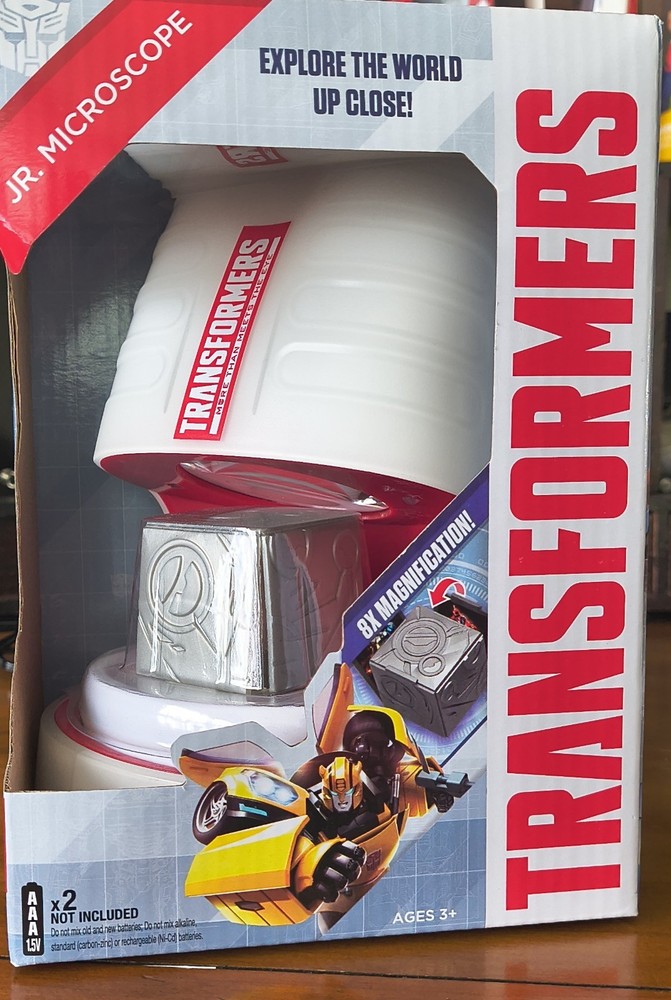 JR. MICROSCOPE
EXPLORE THE WORLD
UP CLOSE!
TRANSFORMERS
TRANSFORMERS
MORE THAN MEETS THE EYE
8X MAGNIFICATION!
AAA
1.5V
x2
NOT INCLUDED
Do not mix old and new batteries; Do not mix alkaline,
standard (carbon-zinc) or rechargeable (Ni-Cd) batteries.
AGES 3+